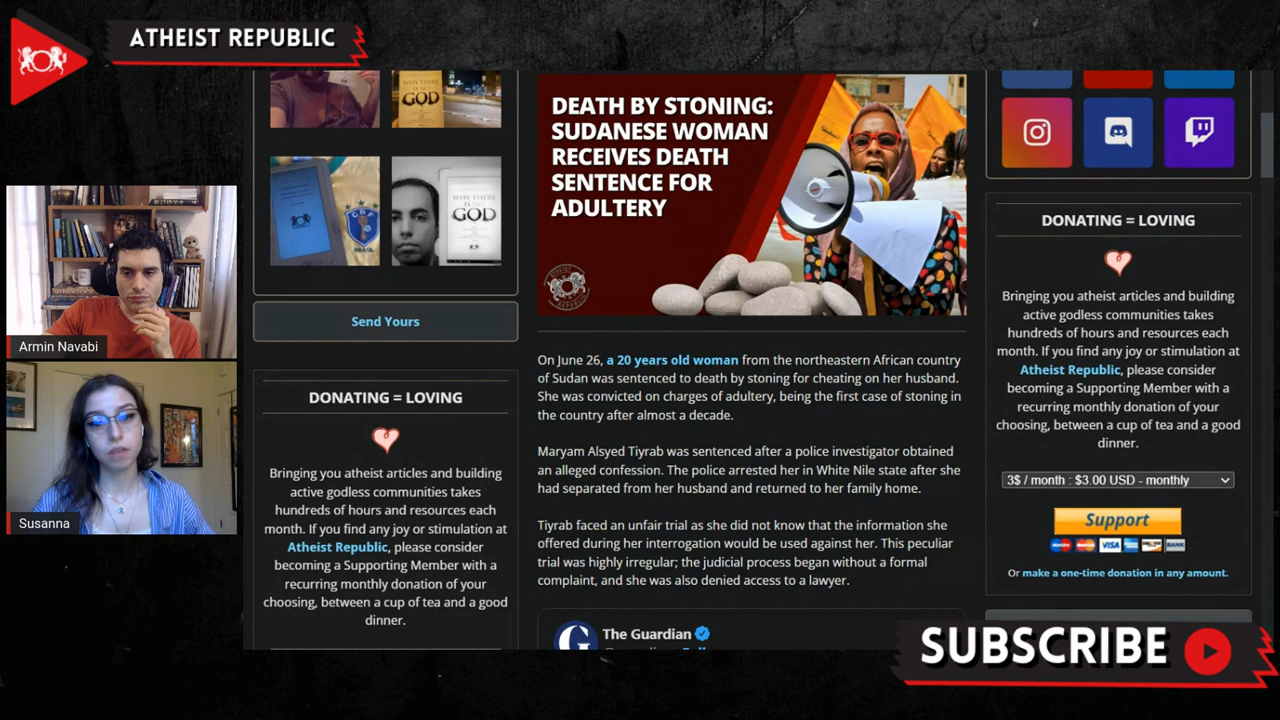 ATHEIST REPUBLIC
WHY THERE
IS NO
GOD
WHY THERE
IS NO
GOD
CBF
BRASIL
Send Yours
DONATING = LOVING
Bringing you atheist articles and building
active godless communities takes
hundreds of hours and resources each
month. If you find any joy or stimulation at
Atheist Republic, please consider
becoming a Supporting Member with a
recurring monthly donation of your
choosing, between a cup of tea and a good
dinner.
DEATH BY STONING:
SUDANESE WOMAN
RECEIVES DEATH
SENTENCE FOR
ADULTERY
On June 26, a 20 years old woman from the northeastern African country
of Sudan was sentenced to death by stoning for cheating on her husband.
She was convicted on charges of adultery, being the first case of stoning in
the country after almost a decade.
Maryam Alsyed Tiyrab was sentenced after a police investigator obtained
an alleged confession. The police arrested her in White Nile state after she
had separated from her husband and returned to her family home.
Tiyrab faced an unfair trial as she did not know that the information she
offered during her interrogation would be used against her. This peculiar
trial was highly irregular; the judicial process began without a formal
complaint, and she was also denied access to a lawyer.
The Guardian
DONATING = LOVING
Bringing you atheist articles and building
active godless communities takes
hundreds of hours and resources each
month. If you find any joy or stimulation at
Atheist Republic, please consider
becoming a Supporting Member with a
recurring monthly donation of your
choosing, between a cup of tea and a good
dinner.
3$ / month : $3.00 USD - monthly
Support
VISA
BANK
Or make a one-time donation in any amount.
Armin Navabi
Susanna
SUBSCRIBE